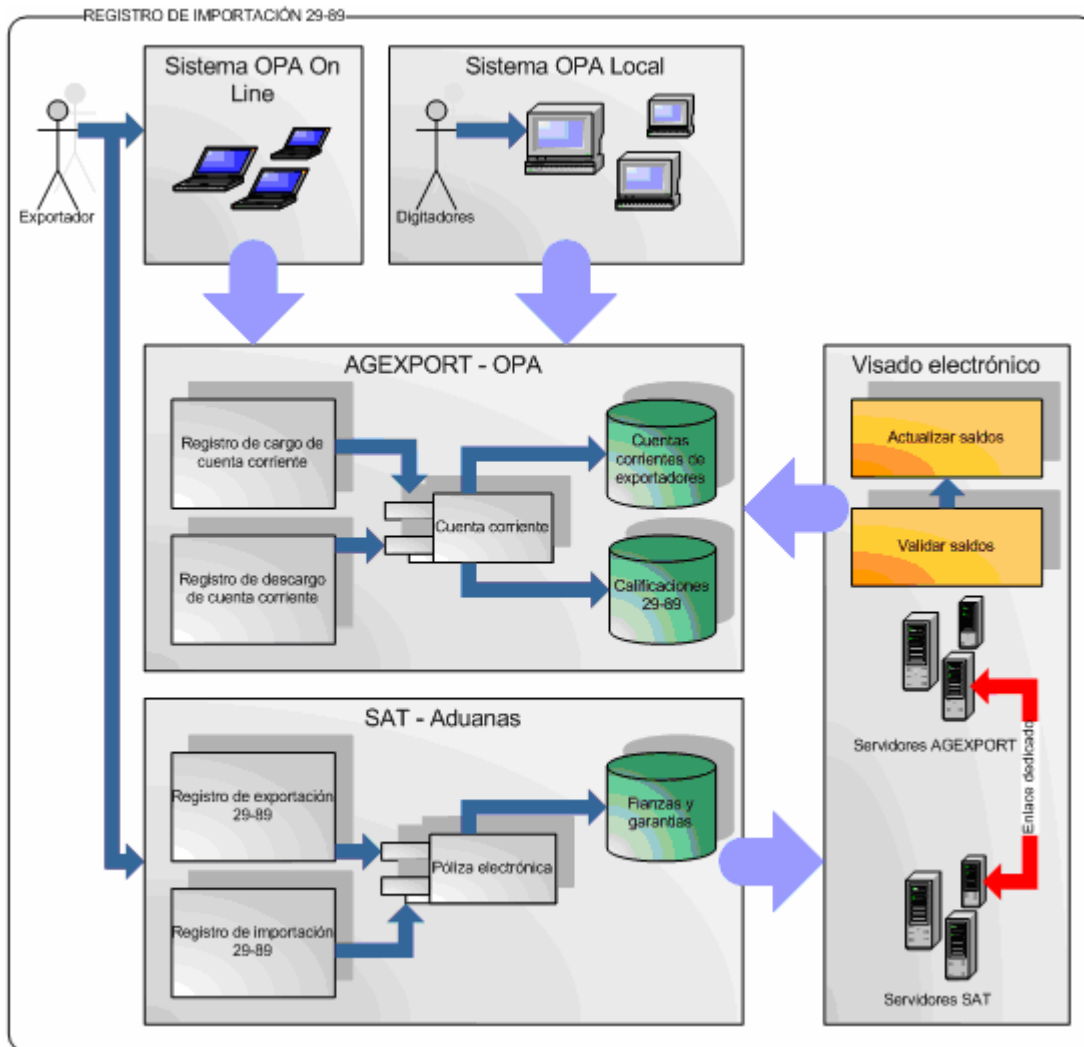 REGISTRO DE IMPORTACIÓN 29-89
Sistema OPA On
Line
Sistema OPA Local
Exportador
Digitadores
AGEXPORT - OPA
Registro de cargo de
cuenta corriente
Registro de descargo
de cuenta corriente
Cuenta corriente
Cuentas
corrientes de
exportadores
Calificaciones
29-89
Visado electrónico
Actualizar saldos
Validar saldos
Servidores AGEXPORT
Enlace dedicado
Servidores SAT
SAT - Aduanas
Registro de exportación
29-89
Registro de importación
29-89
Póliza electrónica
Fianzas y
garantías